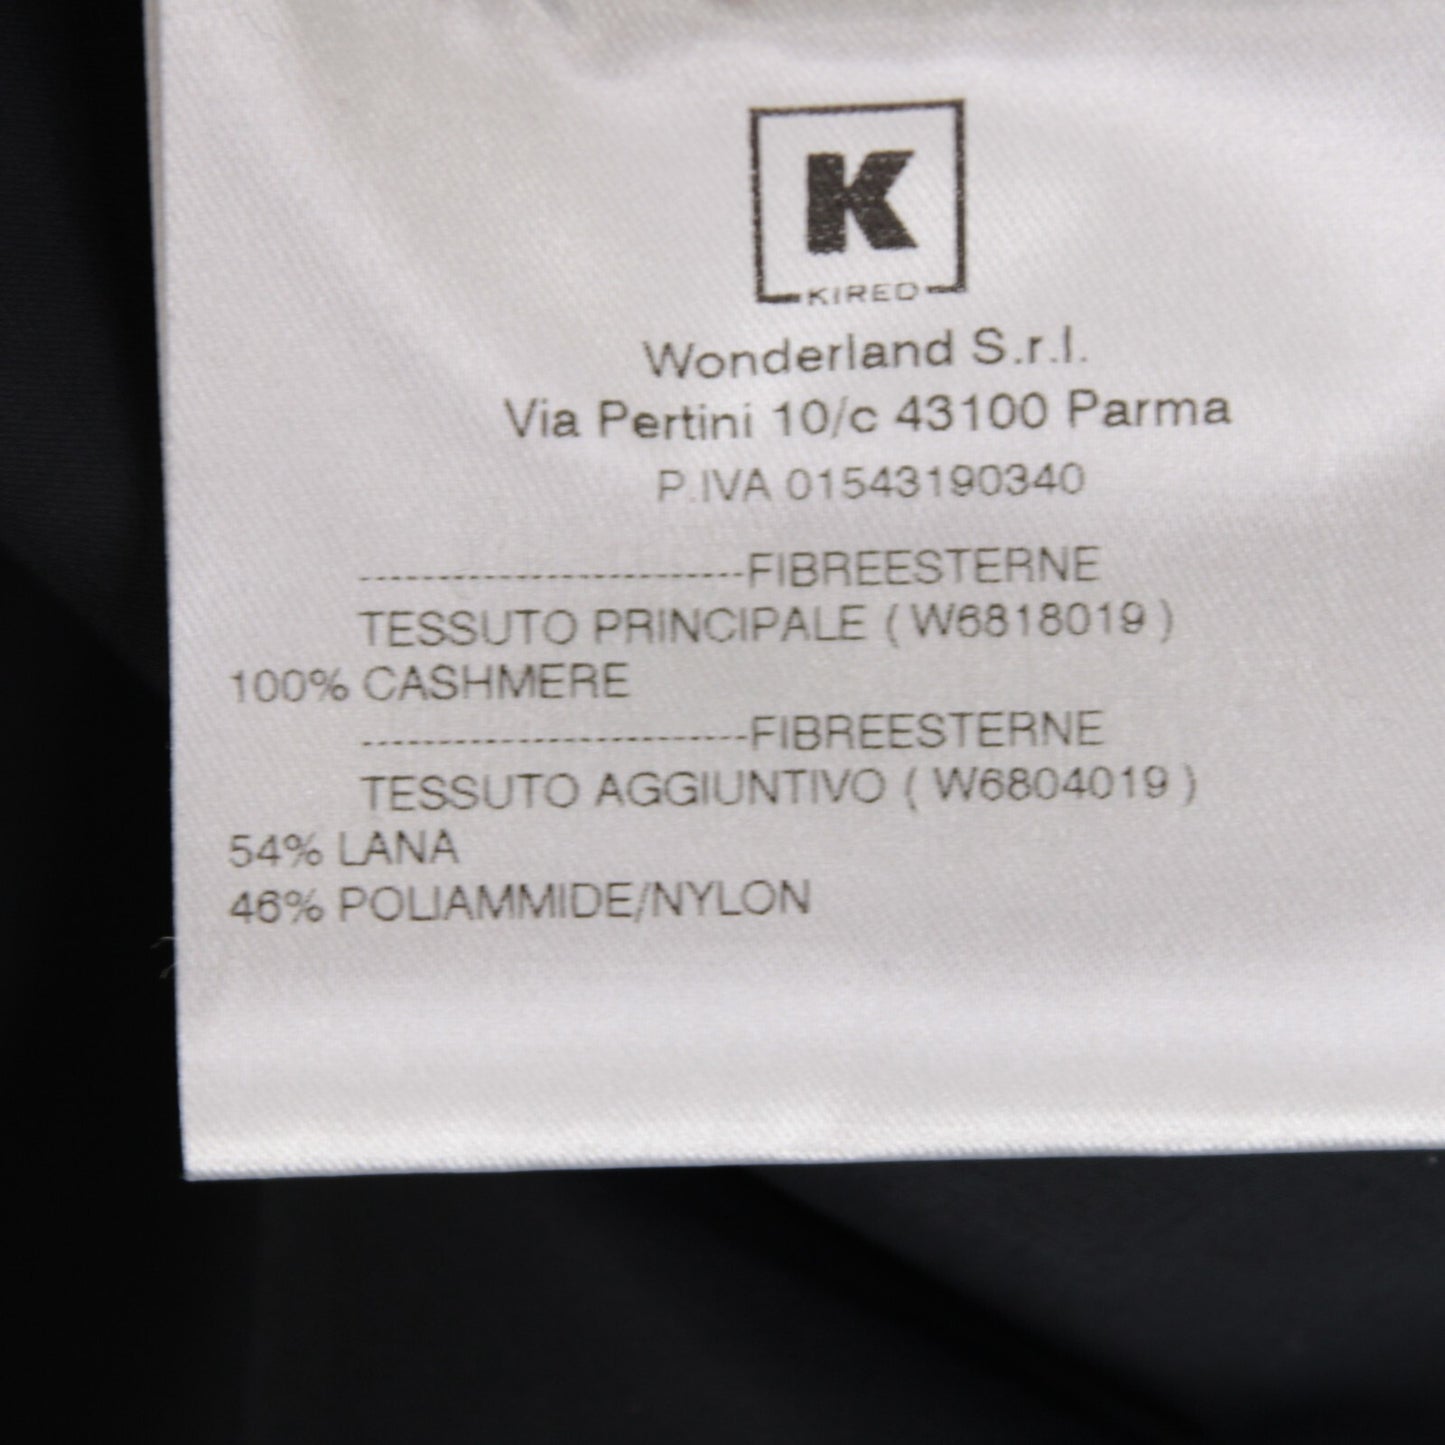 K
KIRED
Wonderland S.r.l.
Via Pertini 10/c 43100 Parma
P.IVA 01543190340
-------------------------FIBREESTERNE
TESSUTO PRINCIPALE ( W6818019 )
100% CASHMERE
-------------------------FIBREESTERNE
TESSUTO AGGIUNTIVO ( W6804019 )
54% LANA
46% POLIAMMIDE/NYLON